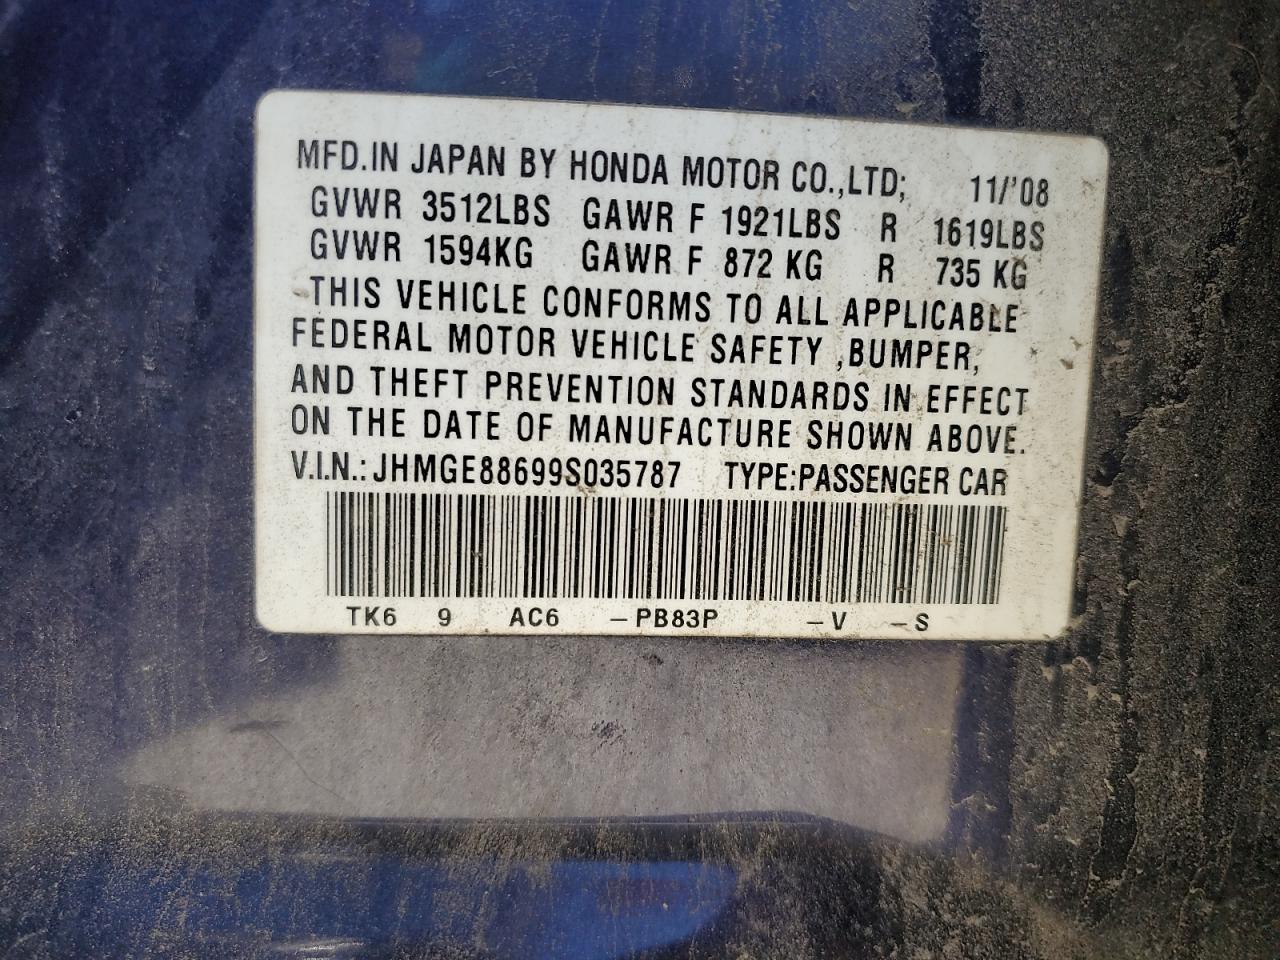 MFD.IN JAPAN BY HONDA MOTOR CO.,LTD; 11/'08
GVWR 3512LBS GAWR F 1921LBS R 1619LBS
GVWR 1594KG GAWR F 872 KG R 735 KG
THIS VEHICLE CONFORMS TO ALL APPLICABLE
FEDERAL MOTOR VEHICLE SAFETY ,BUMPER,
AND THEFT PREVENTION STANDARDS IN EFFECT
ON THE DATE OF MANUFACTURE SHOWN ABOVE.
V.I.N.: JHMGE88699S035787 TYPE:PASSENGER CAR
TK6 9 AC6 –PB83P –V –S